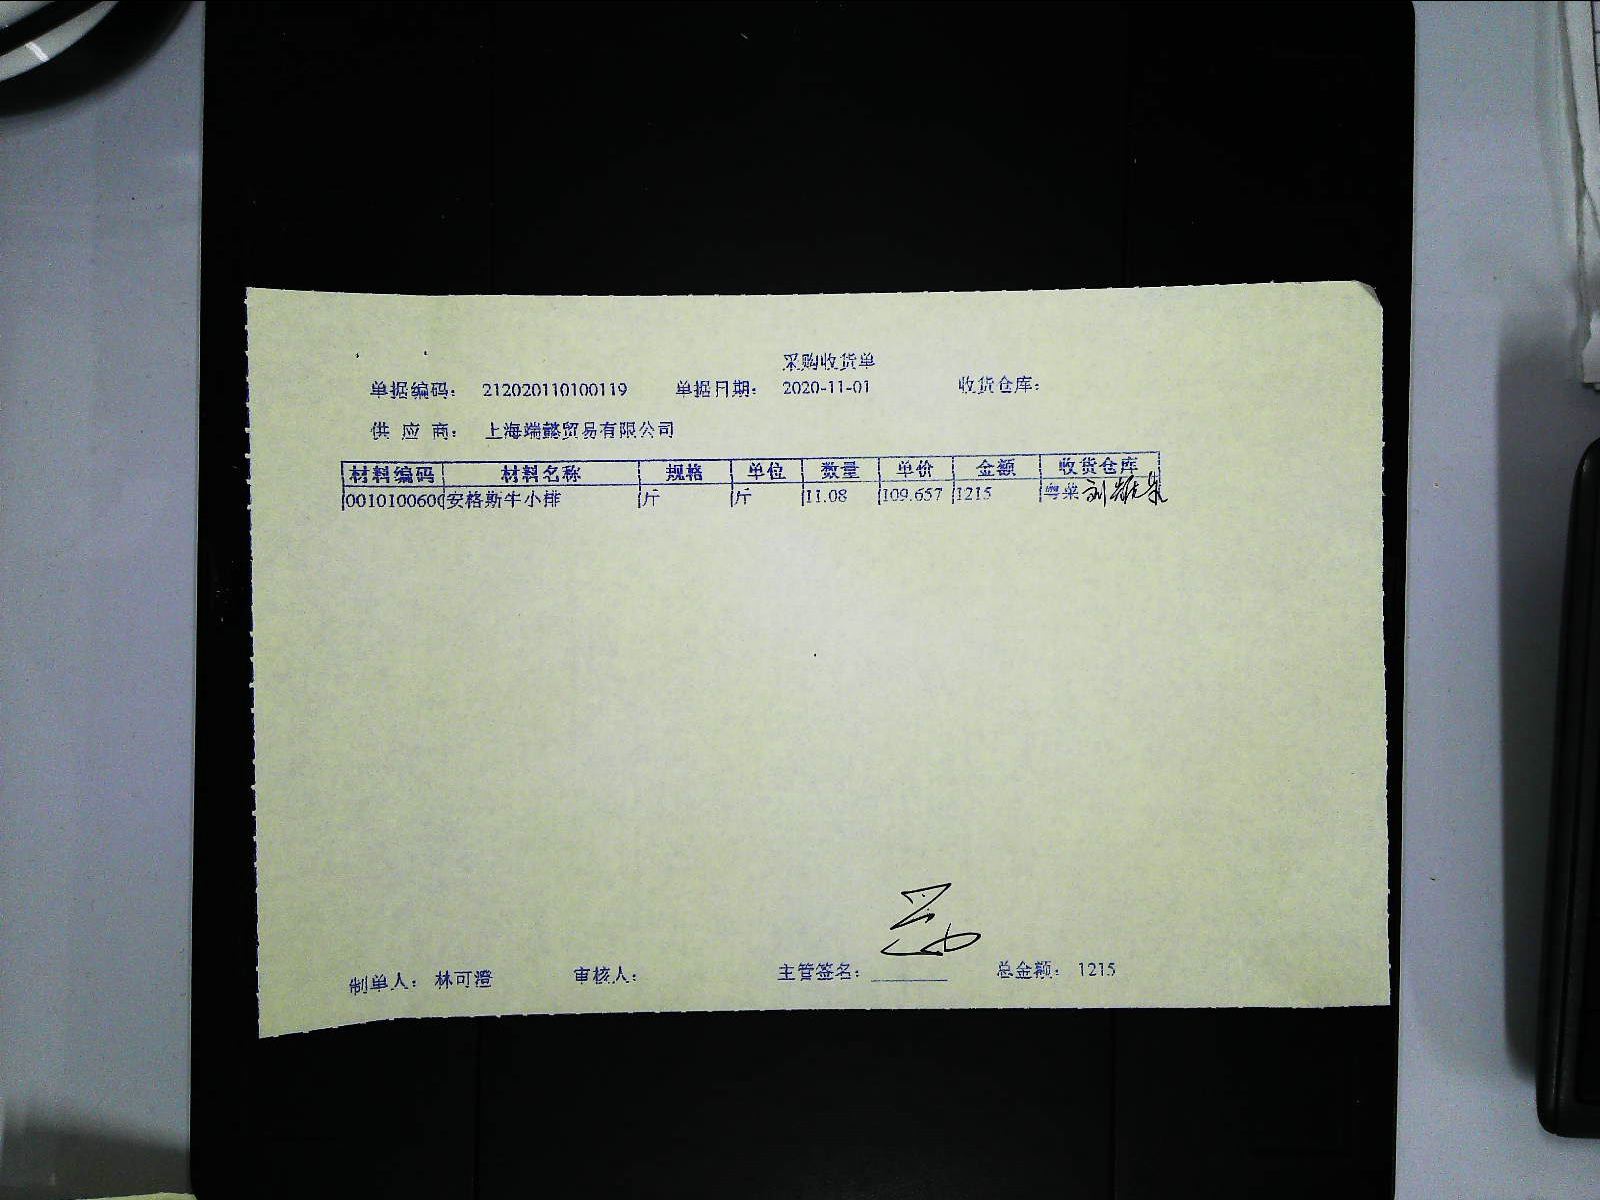 采购收货单
单据编码： 212020110100119 单据日期： 2020-11-01 收货仓库：
供 应 商： 上海端懿贸易有限公司
材料编码 材料名称 规格 单位 数量 单价 金额 收货仓库
0010100600 安格斯牛小排 斤 斤 11.08 109.657 1215 粤菜
制单人： 林可澄 审核人： 主管签名： 总金额： 1215